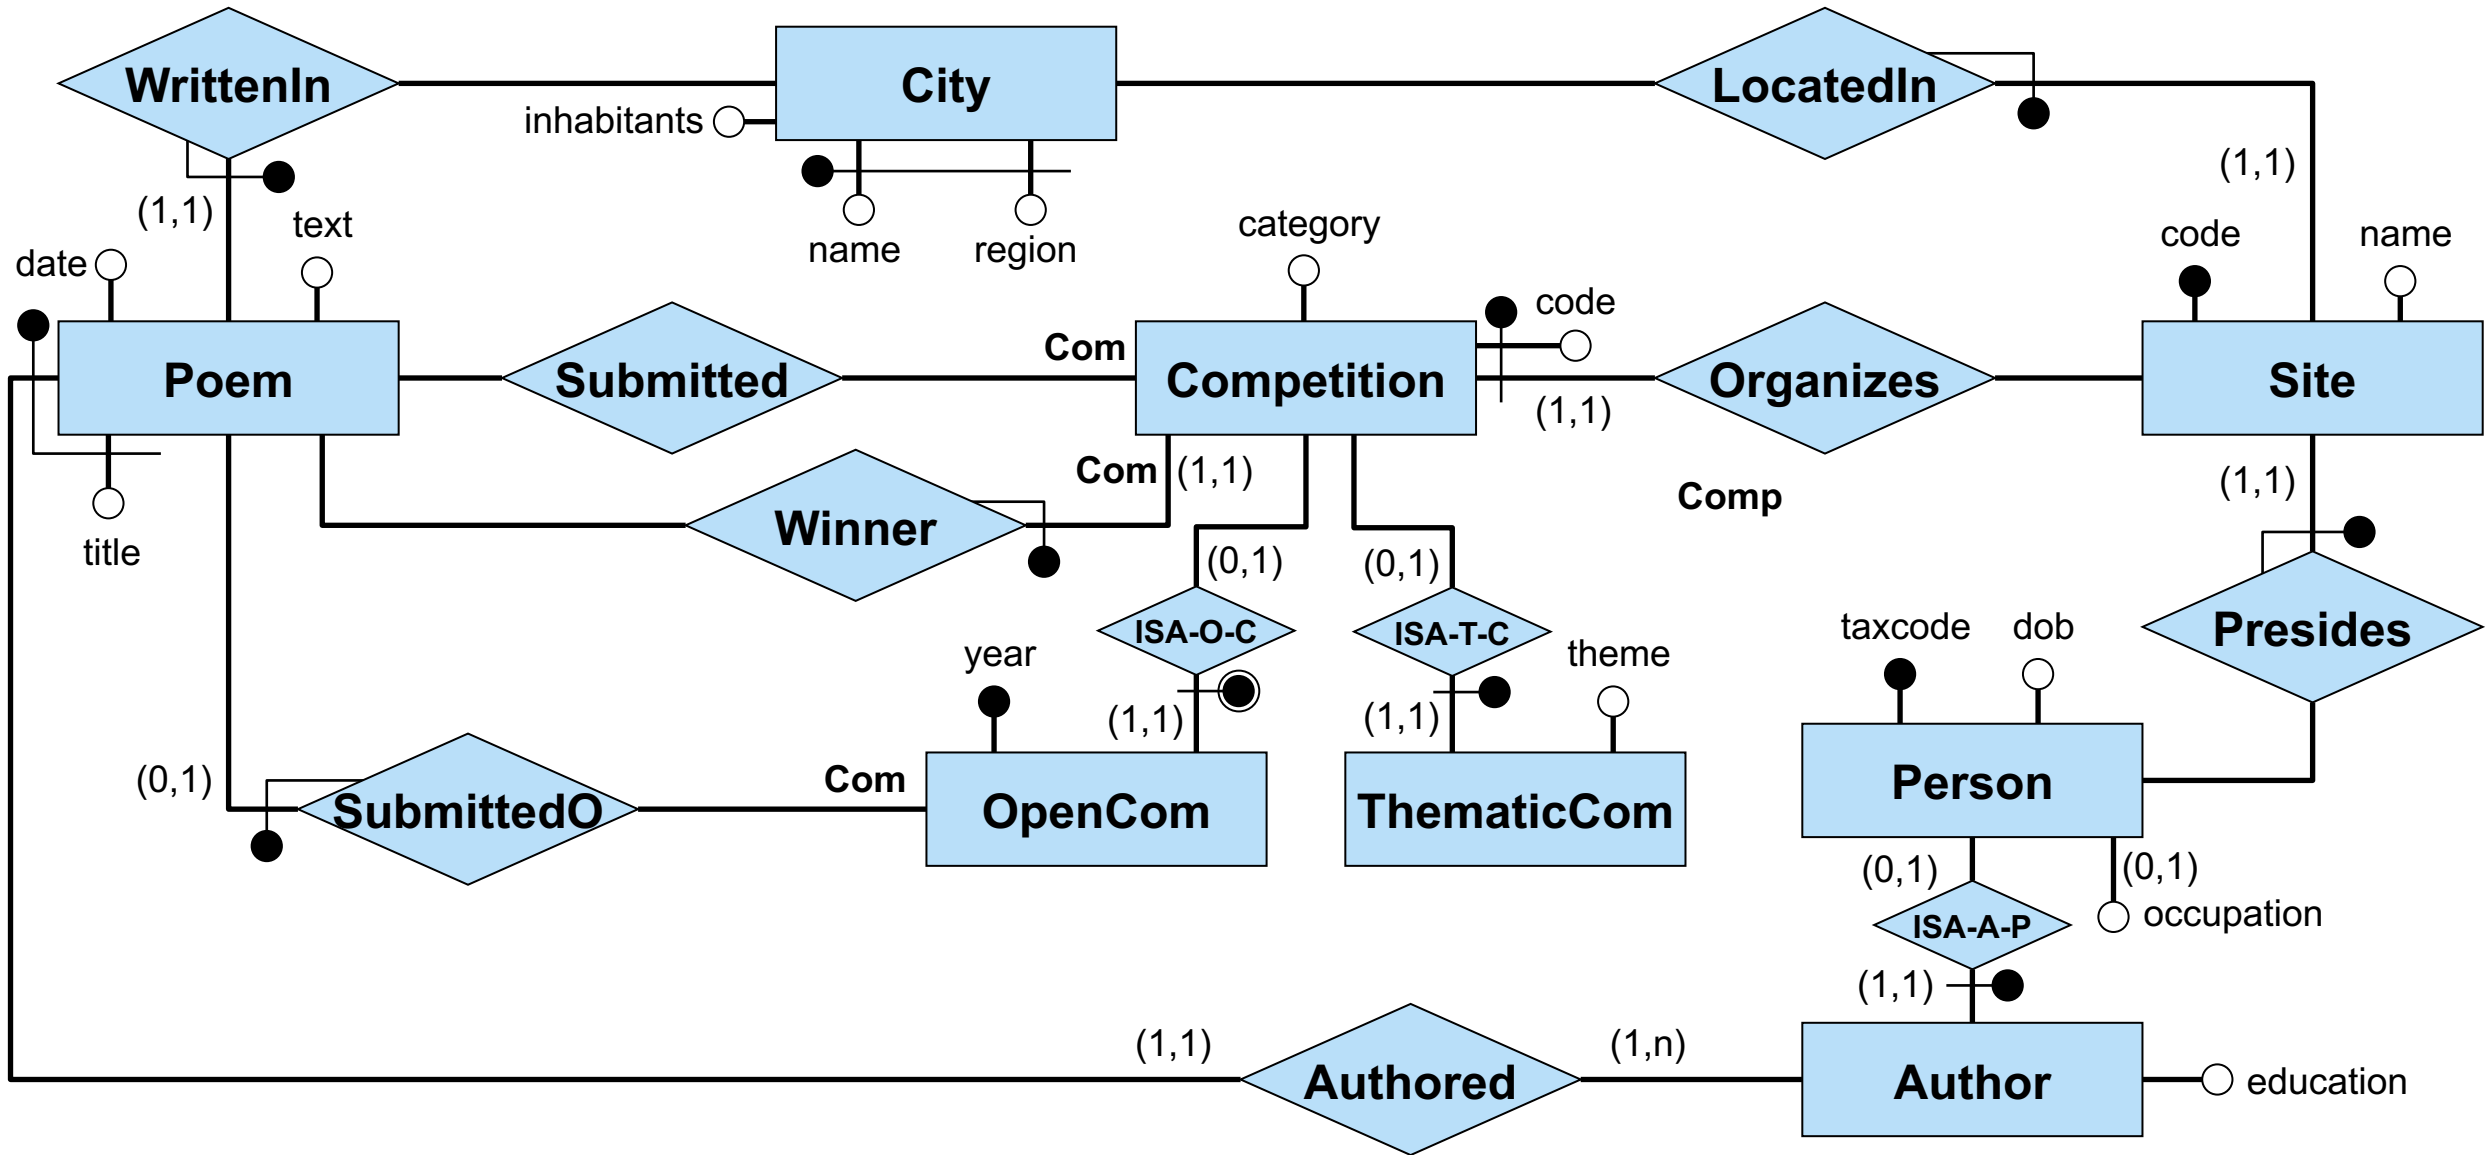 WrittenIn
City
LocatedIn
inhabitants
(1,1)
(1,1)
name
region
date
text
category
code
code
name
Poem
Submitted
Com
Competition
(1,1)
Organizes
Site
title
Winner
Com
(1,1)
Comp
(1,1)
(0,1)
(0,1)
ISA-O-C
ISA-T-C
Presides
year
theme
taxcode
dob
(1,1)
(1,1)
(0,1)
SubmittedO
Com
OpenCom
ThematicCom
Person
(0,1)
(0,1)
occupation
ISA-A-P
(1,1)
(1,1)
Authored
(1,n)
Author
education